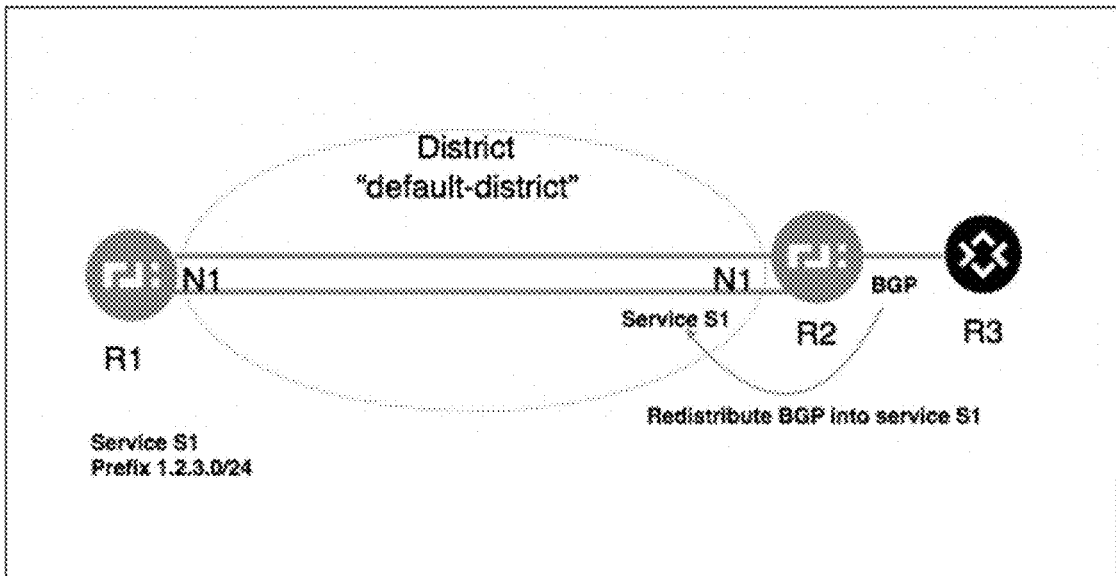 District
"default-district"
N1
N1
BGP
Service S1
R1
R2
R3
Redistribute BGP into service S1
Service S1
Prefix 1.2.3.0/24